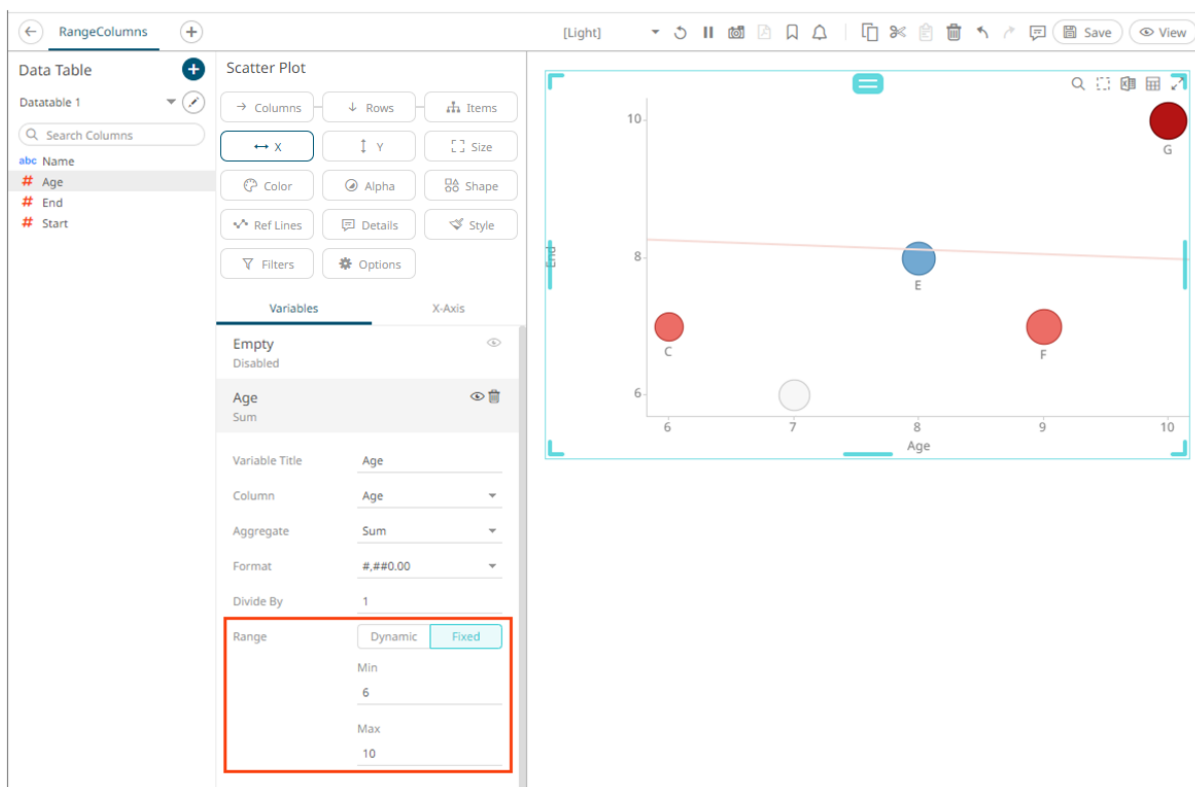 RangeColumns
[Light]
Save
View
Data Table
Datatable 1
Search Columns
abc Name
# Age
# End
# Start
Scatter Plot
Columns
Rows
Items
X
Y
Size
Color
Alpha
Shape
Ref Lines
Details
Style
Filters
Options
Variables
X-Axis
Empty
Disabled
Age
Sum
Variable Title
Age
Column
Age
Aggregate
Sum
Format
#,##0.00
Divide By
1
Range
Dynamic
Fixed
Min
6
Max
10
10
8
6
End
G
E
C
F
6
7
8
9
10
Age